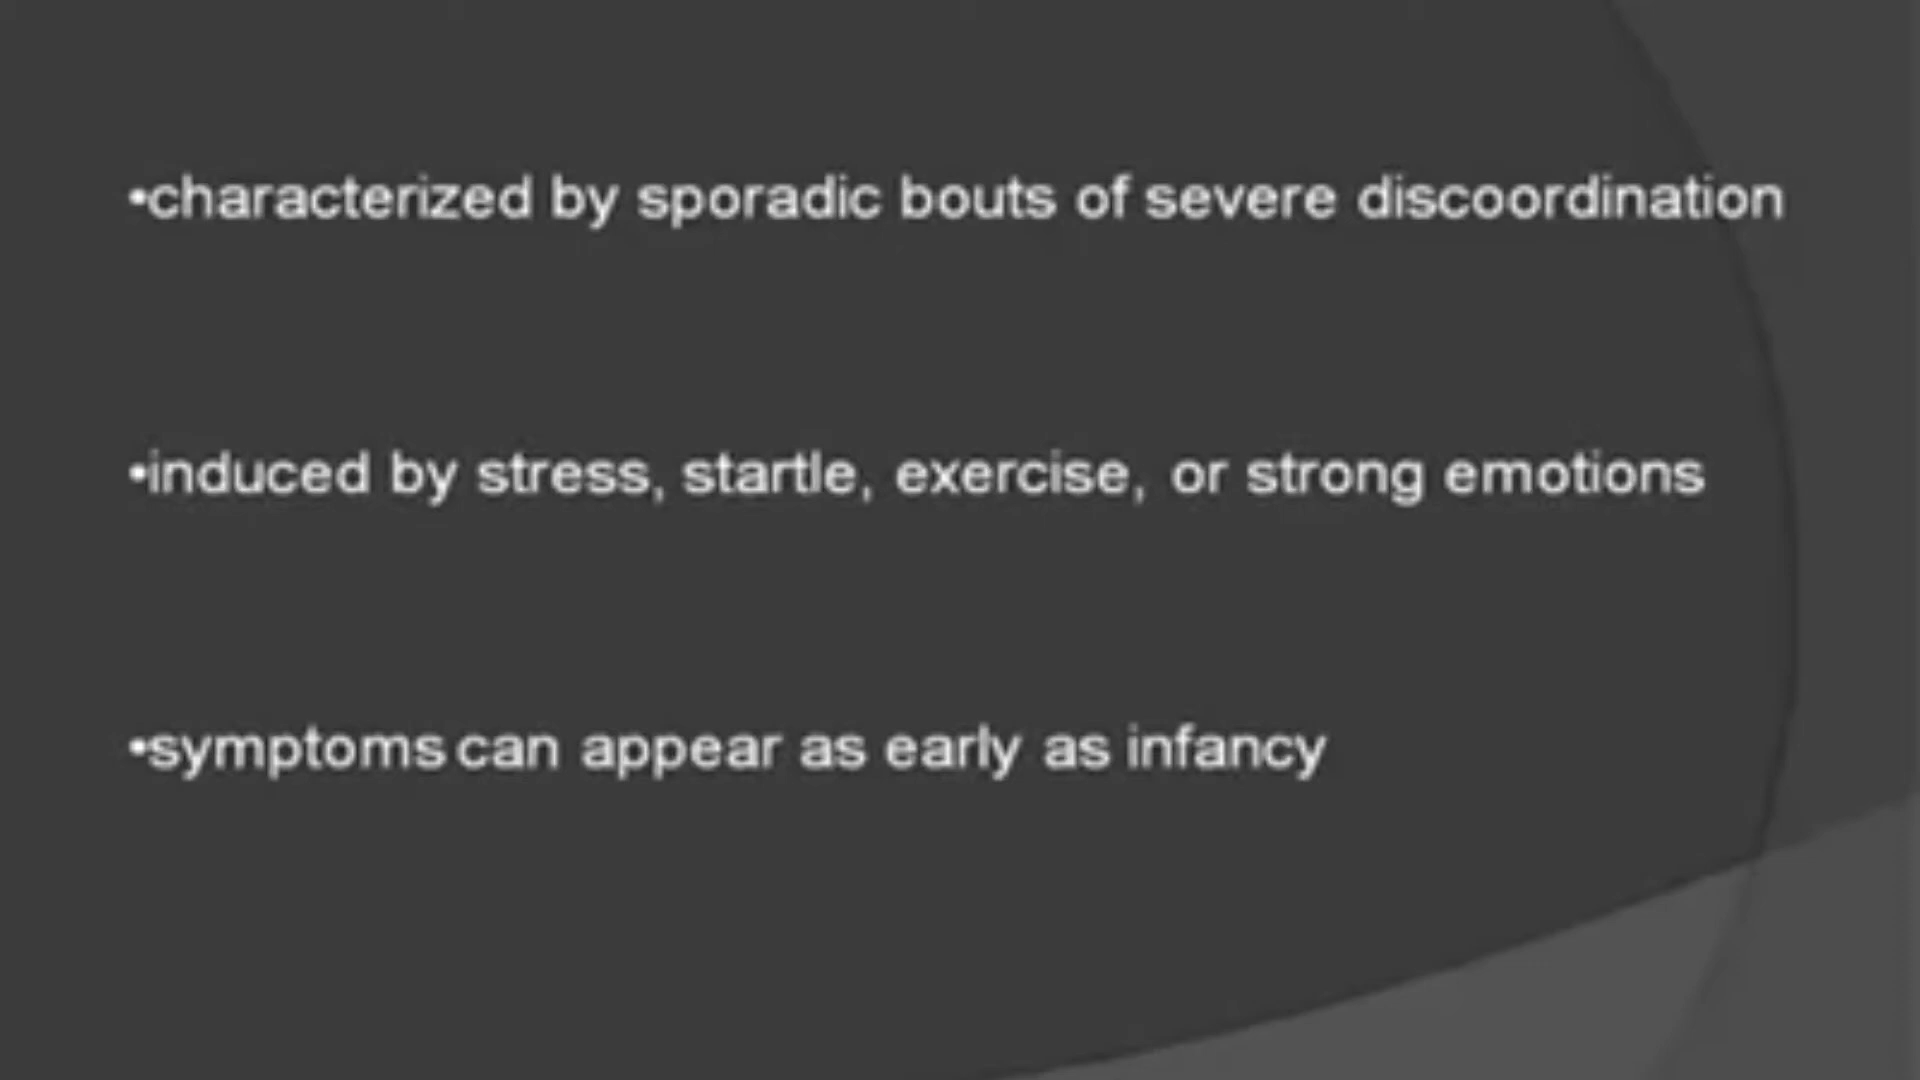 •characterized by sporadic bouts of severe discoordination
•induced by stress, startle, exercise, or strong emotions
•symptoms can appear as early as infancy